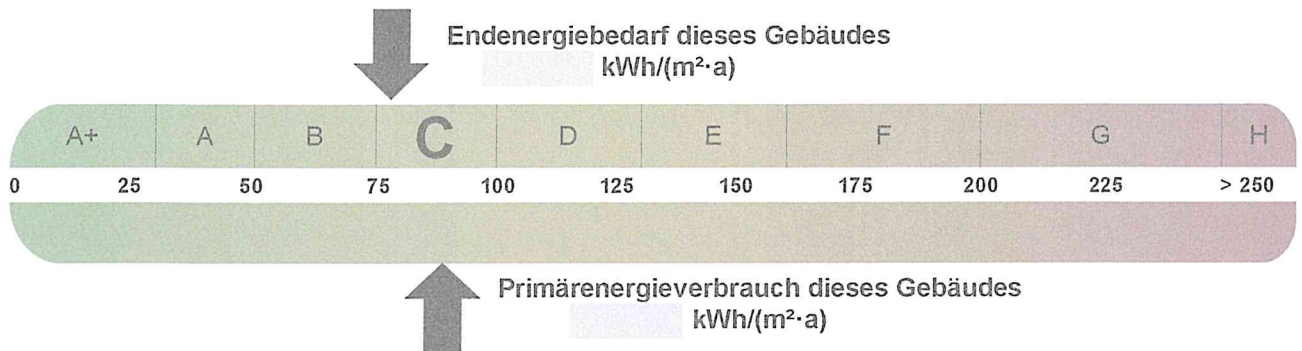 Endenergiebedarf dieses Gebäudes
kWh/(m²·a)
A+ A B C D E F G H
0 25 50 75 100 125 150 175 200 225 > 250
Primärenergieverbrauch dieses Gebäudes
kWh/(m²·a)